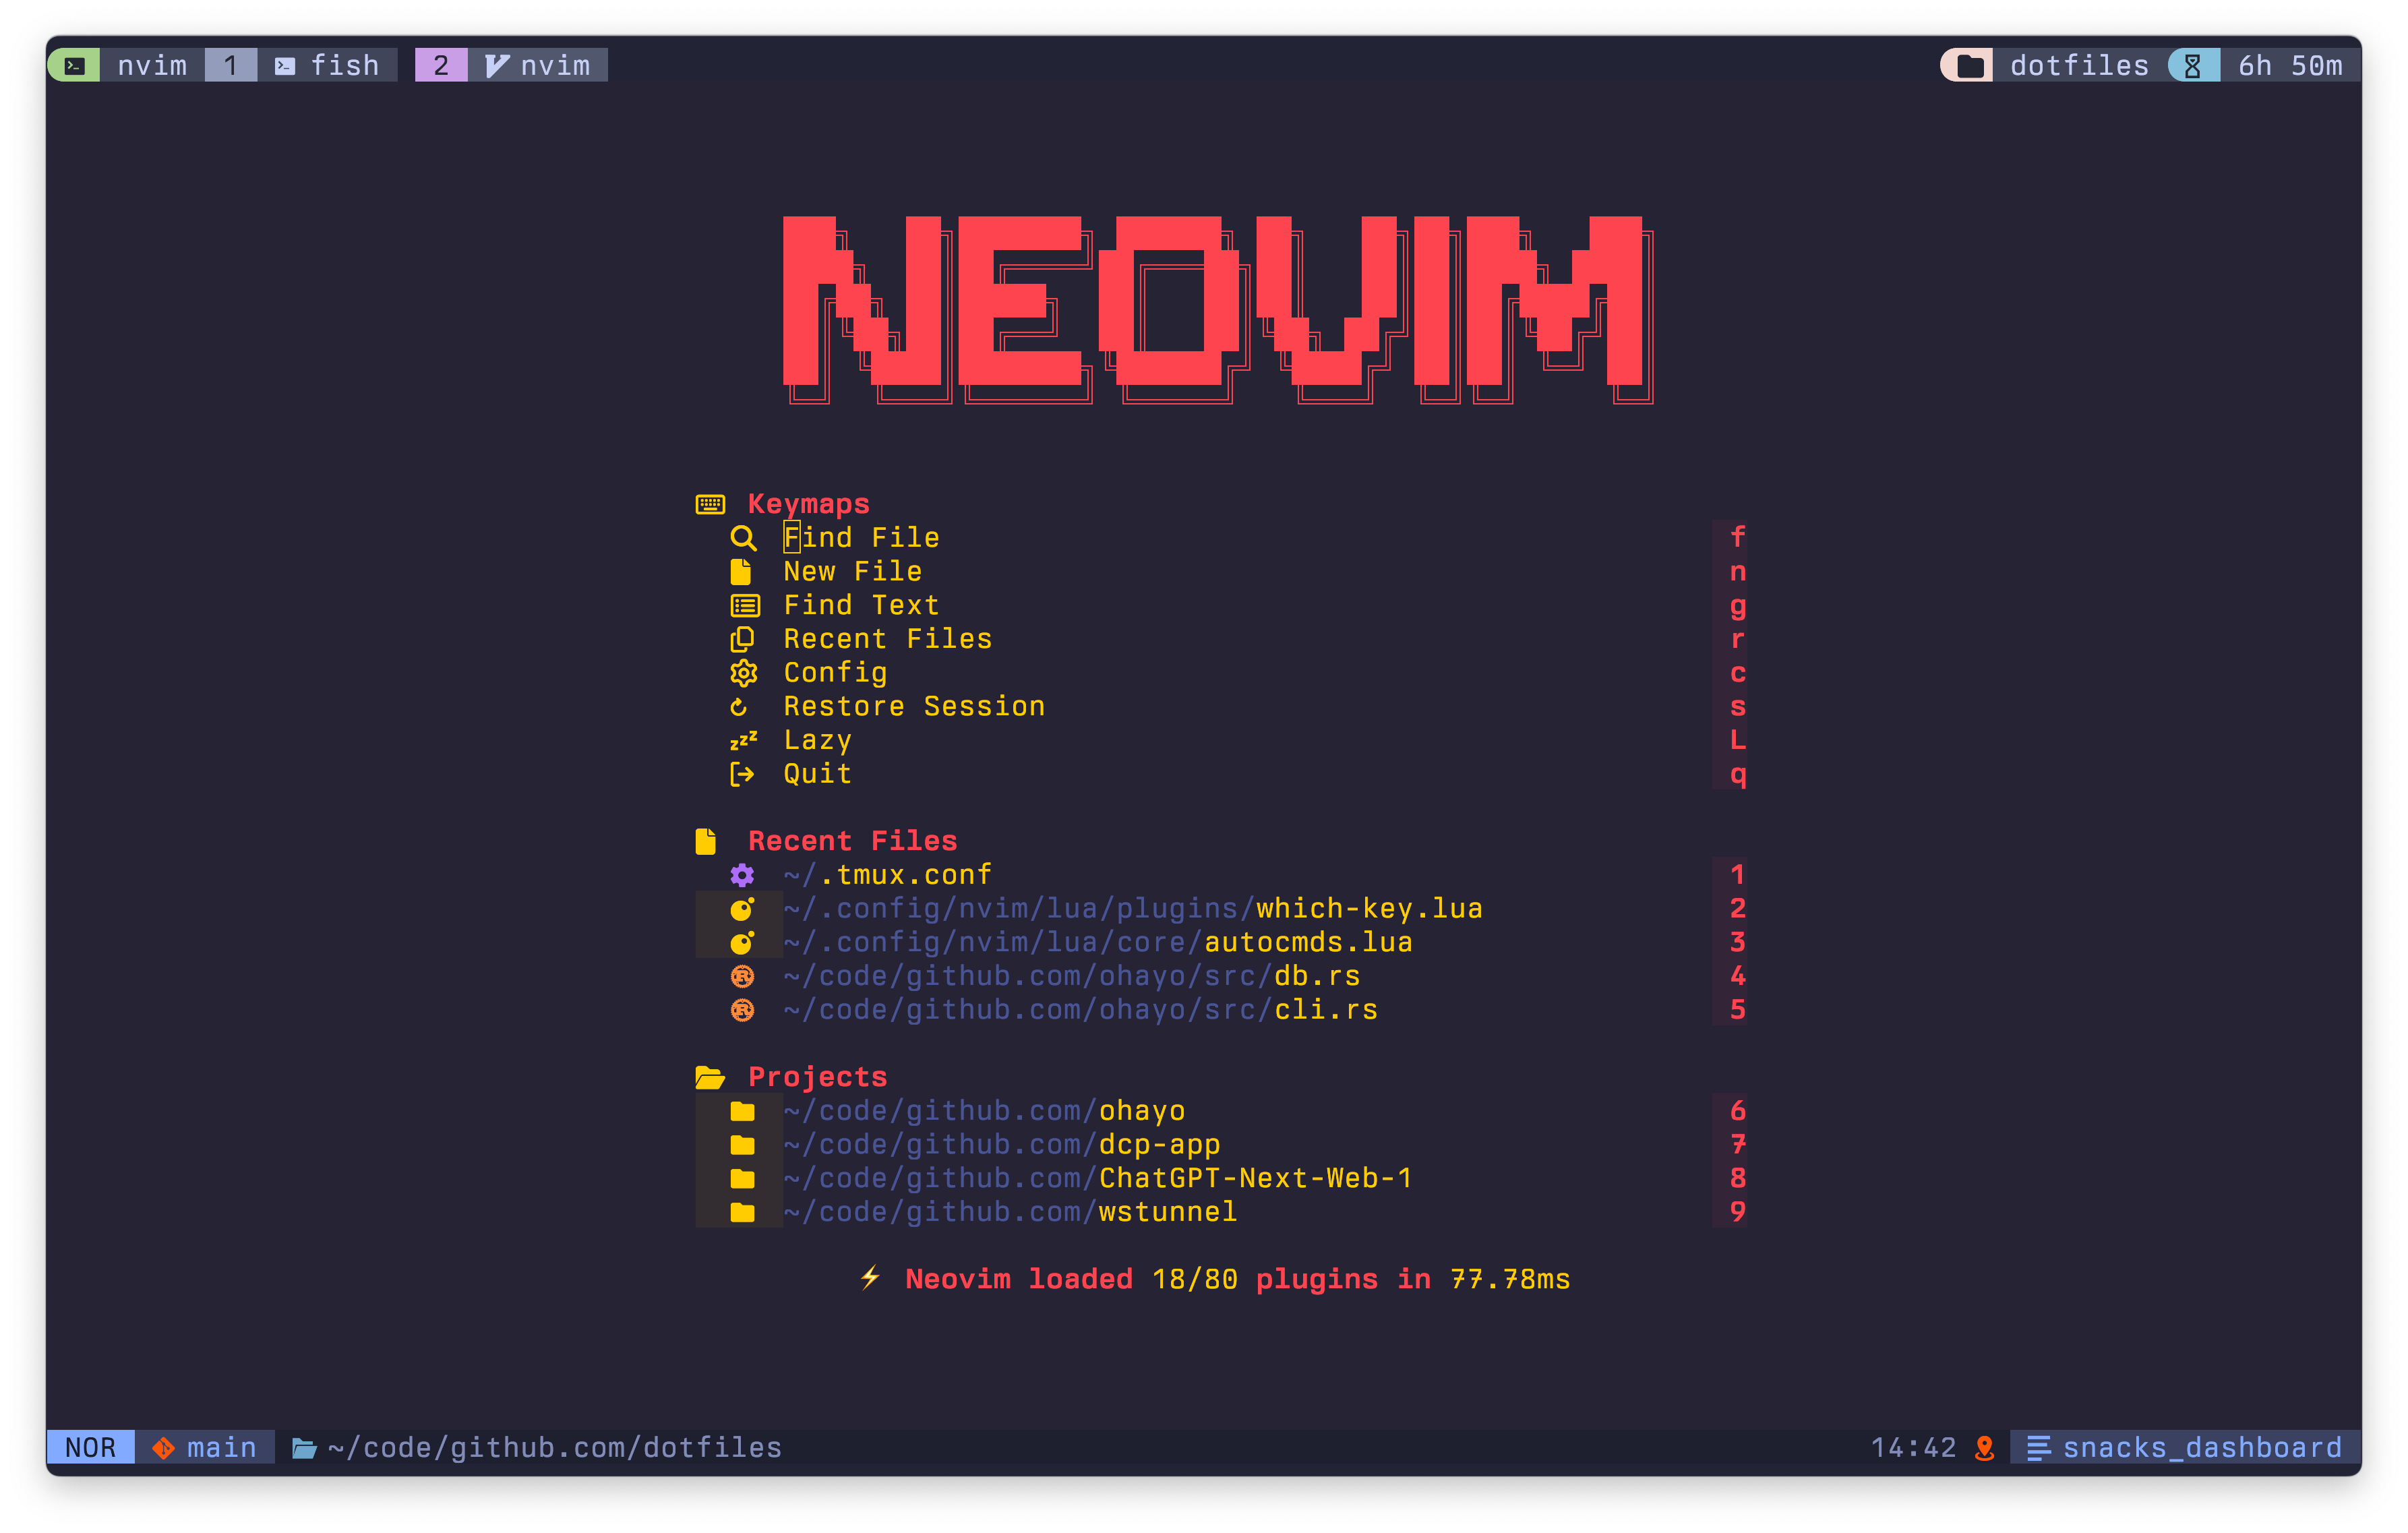 nvim 1 fish 2 nvim dotfiles 6h 50m
NEOVIM
Keymaps
Find File f
New File n
Find Text g
Recent Files r
Config c
Restore Session s
Lazy L
Quit q
Recent Files
~/.tmux.conf 1
~/.config/nvim/lua/plugins/which-key.lua 2
~/.config/nvim/lua/core/autocmds.lua 3
~/code/github.com/ohayo/src/db.rs 4
~/code/github.com/ohayo/src/cli.rs 5
Projects
~/code/github.com/ohayo 6
~/code/github.com/dcp-app 7
~/code/github.com/ChatGPT-Next-Web-1 8
~/code/github.com/wstunnel 9
⚡ Neovim loaded 18/80 plugins in 77.78ms
NOR main ~/code/github.com/dotfiles 14:42 snacks_dashboard